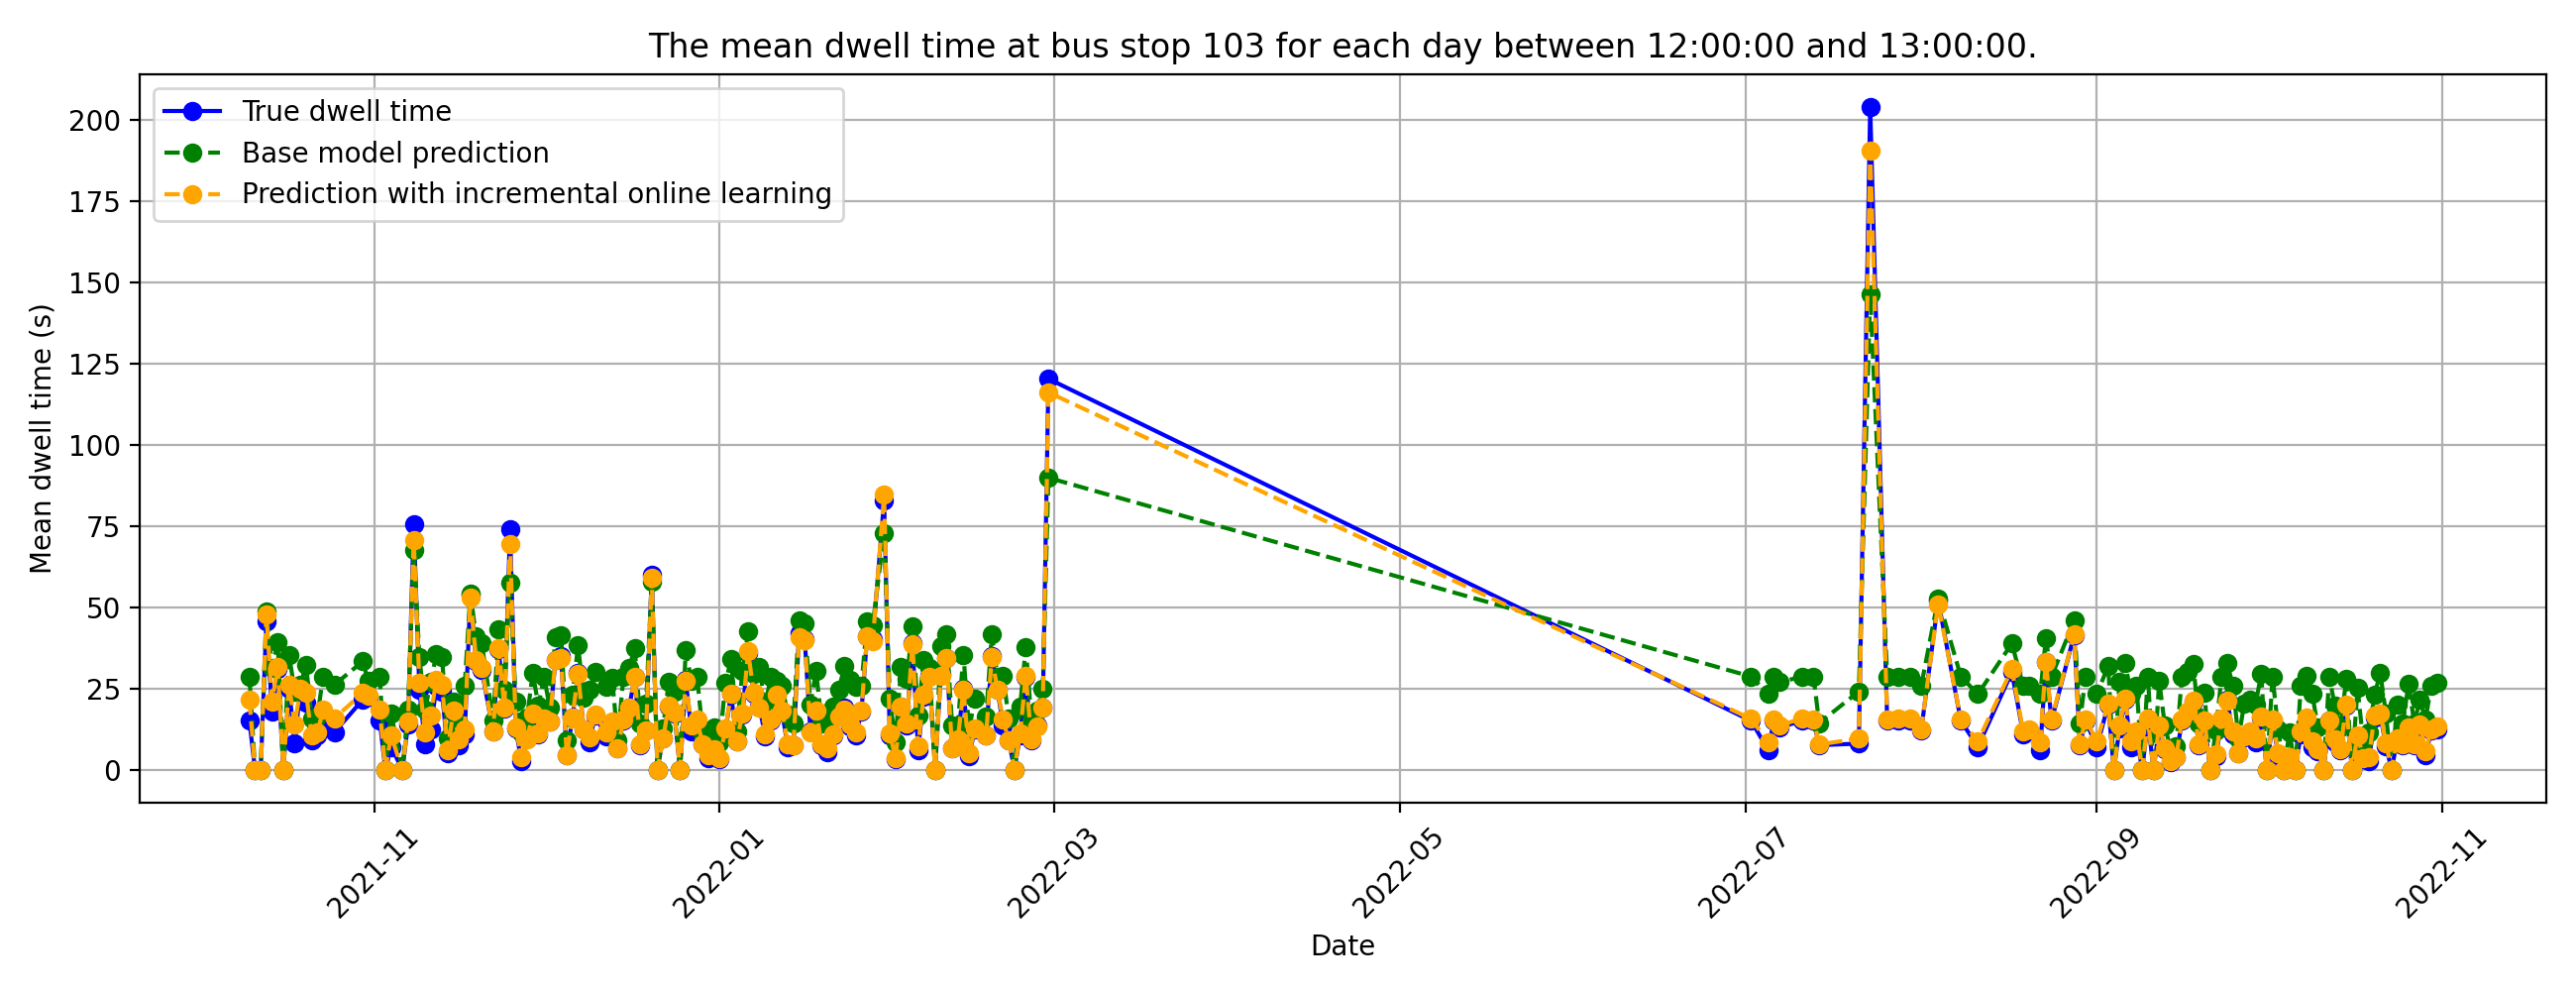 The mean dwell time at bus stop 103 for each day between 12:00:00 and 13:00:00.
True dwell time
Base model prediction
Prediction with incremental online learning
Mean dwell time (s)
200
175
150
125
100
75
50
25
0
2021-11
2022-01
2022-03
2022-05
2022-07
2022-09
2022-11
Date